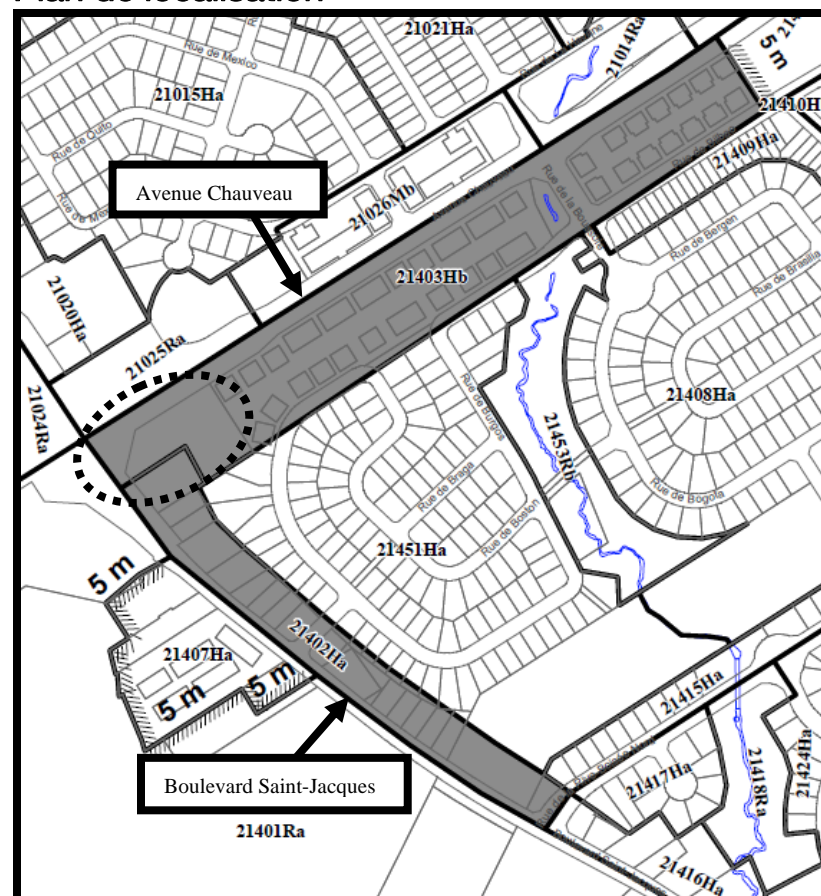 Plan de localisation
21021Ha
21014Ra
5 m
Rue de Mexico
21015Ha
21410H
21409Ha
Rue de Quito
Avenue Chauveau
21026Mb
Rue de Bergen
Rue de Brasilia
21403Hb
21020Ha
21025Ra
21408Ha
21024Ra
Rue de Burgos
21453Rb
Rue de Braga
Rue de Bogota
Rue de Boston
21451Ha
5 m
21402Ha
21407Ha
5 m
5 m
21415Ha
Boulevard Saint-Jacques
21417Ha
21418Ra
21424Ha
21401Ra
21416Ha